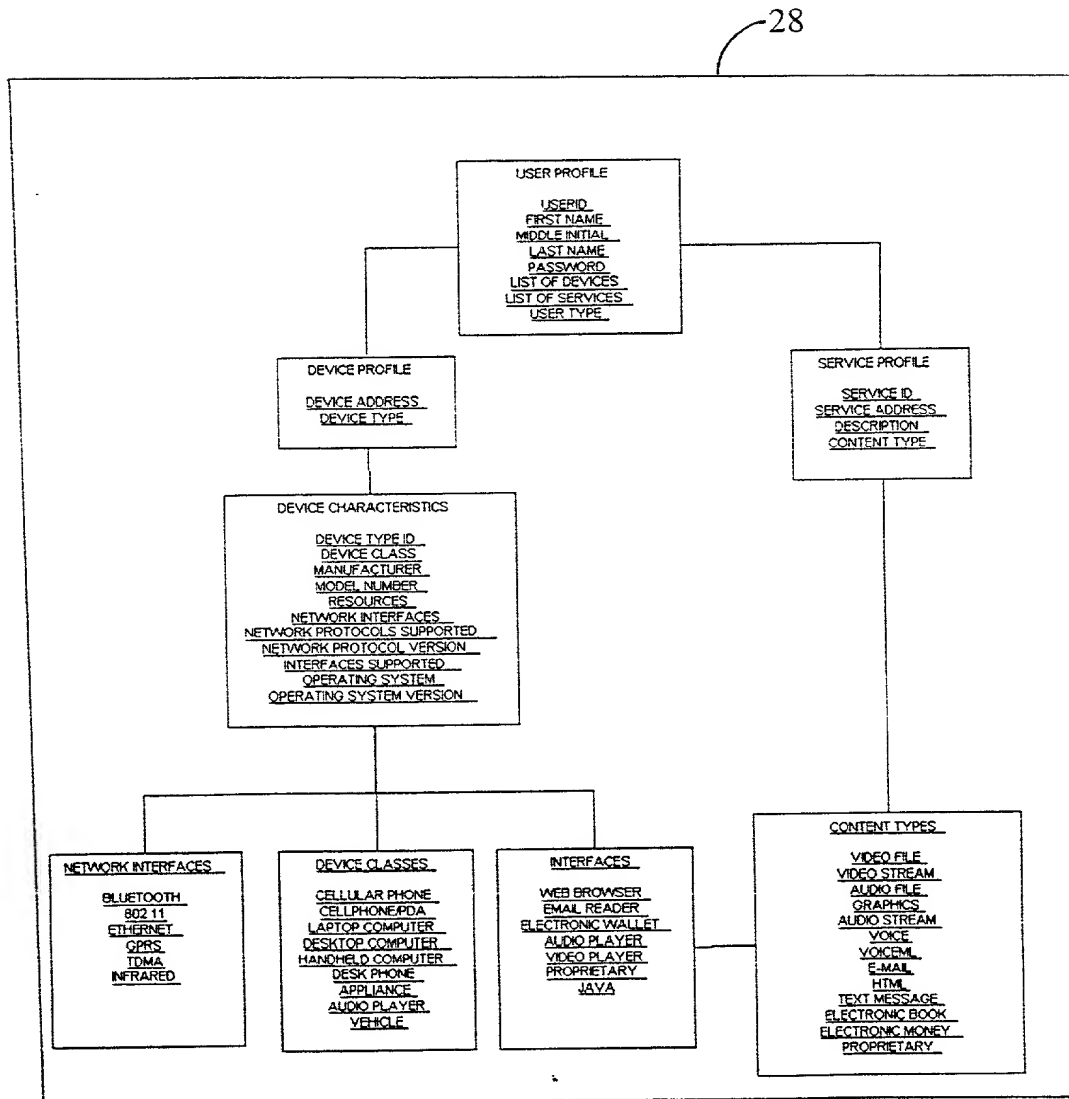 28
USER PROFILE
USERID
FIRST NAME
MIDDLE INITIAL
LAST NAME
PASSWORD
LIST OF DEVICES
LIST OF SERVICES
USER TYPE
DEVICE PROFILE
DEVICE ADDRESS
DEVICE TYPE
SERVICE PROFILE
SERVICE ID
SERVICE ADDRESS
DESCRIPTION
CONTENT TYPE
DEVICE CHARACTERISTICS
DEVICE TYPE ID
DEVICE CLASS
MANUFACTURER
MODEL NUMBER
RESOURCES
NETWORK INTERFACES
NETWORK PROTOCOLS SUPPORTED
NETWORK PROTOCOL VERSION
INTERFACES SUPPORTED
OPERATING SYSTEM
OPERATING SYSTEM VERSION
NETWORK INTERFACES
BLUETOOTH
802 11
ETHERNET
GPRS
TDMA
INFRARED
DEVICE CLASSES
CELLULAR PHONE
CELLPHONE/PDA
LAPTOP COMPUTER
DESKTOP COMPUTER
HANDHELD COMPUTER
DESK PHONE
APPLIANCE
AUDIO PLAYER
VEHICLE
INTERFACES
WEB BROWSER
EMAIL READER
ELECTRONIC WALLET
AUDIO PLAYER
VIDEO PLAYER
PROPRIETARY
JAVA
CONTENT TYPES
VIDEO FILE
VIDEO STREAM
AUDIO FILE
GRAPHICS
AUDIO STREAM
VOICE
VOICEML
E-MAIL
HTML
TEXT MESSAGE
ELECTRONIC BOOK
ELECTRONIC MONEY
PROPRIETARY